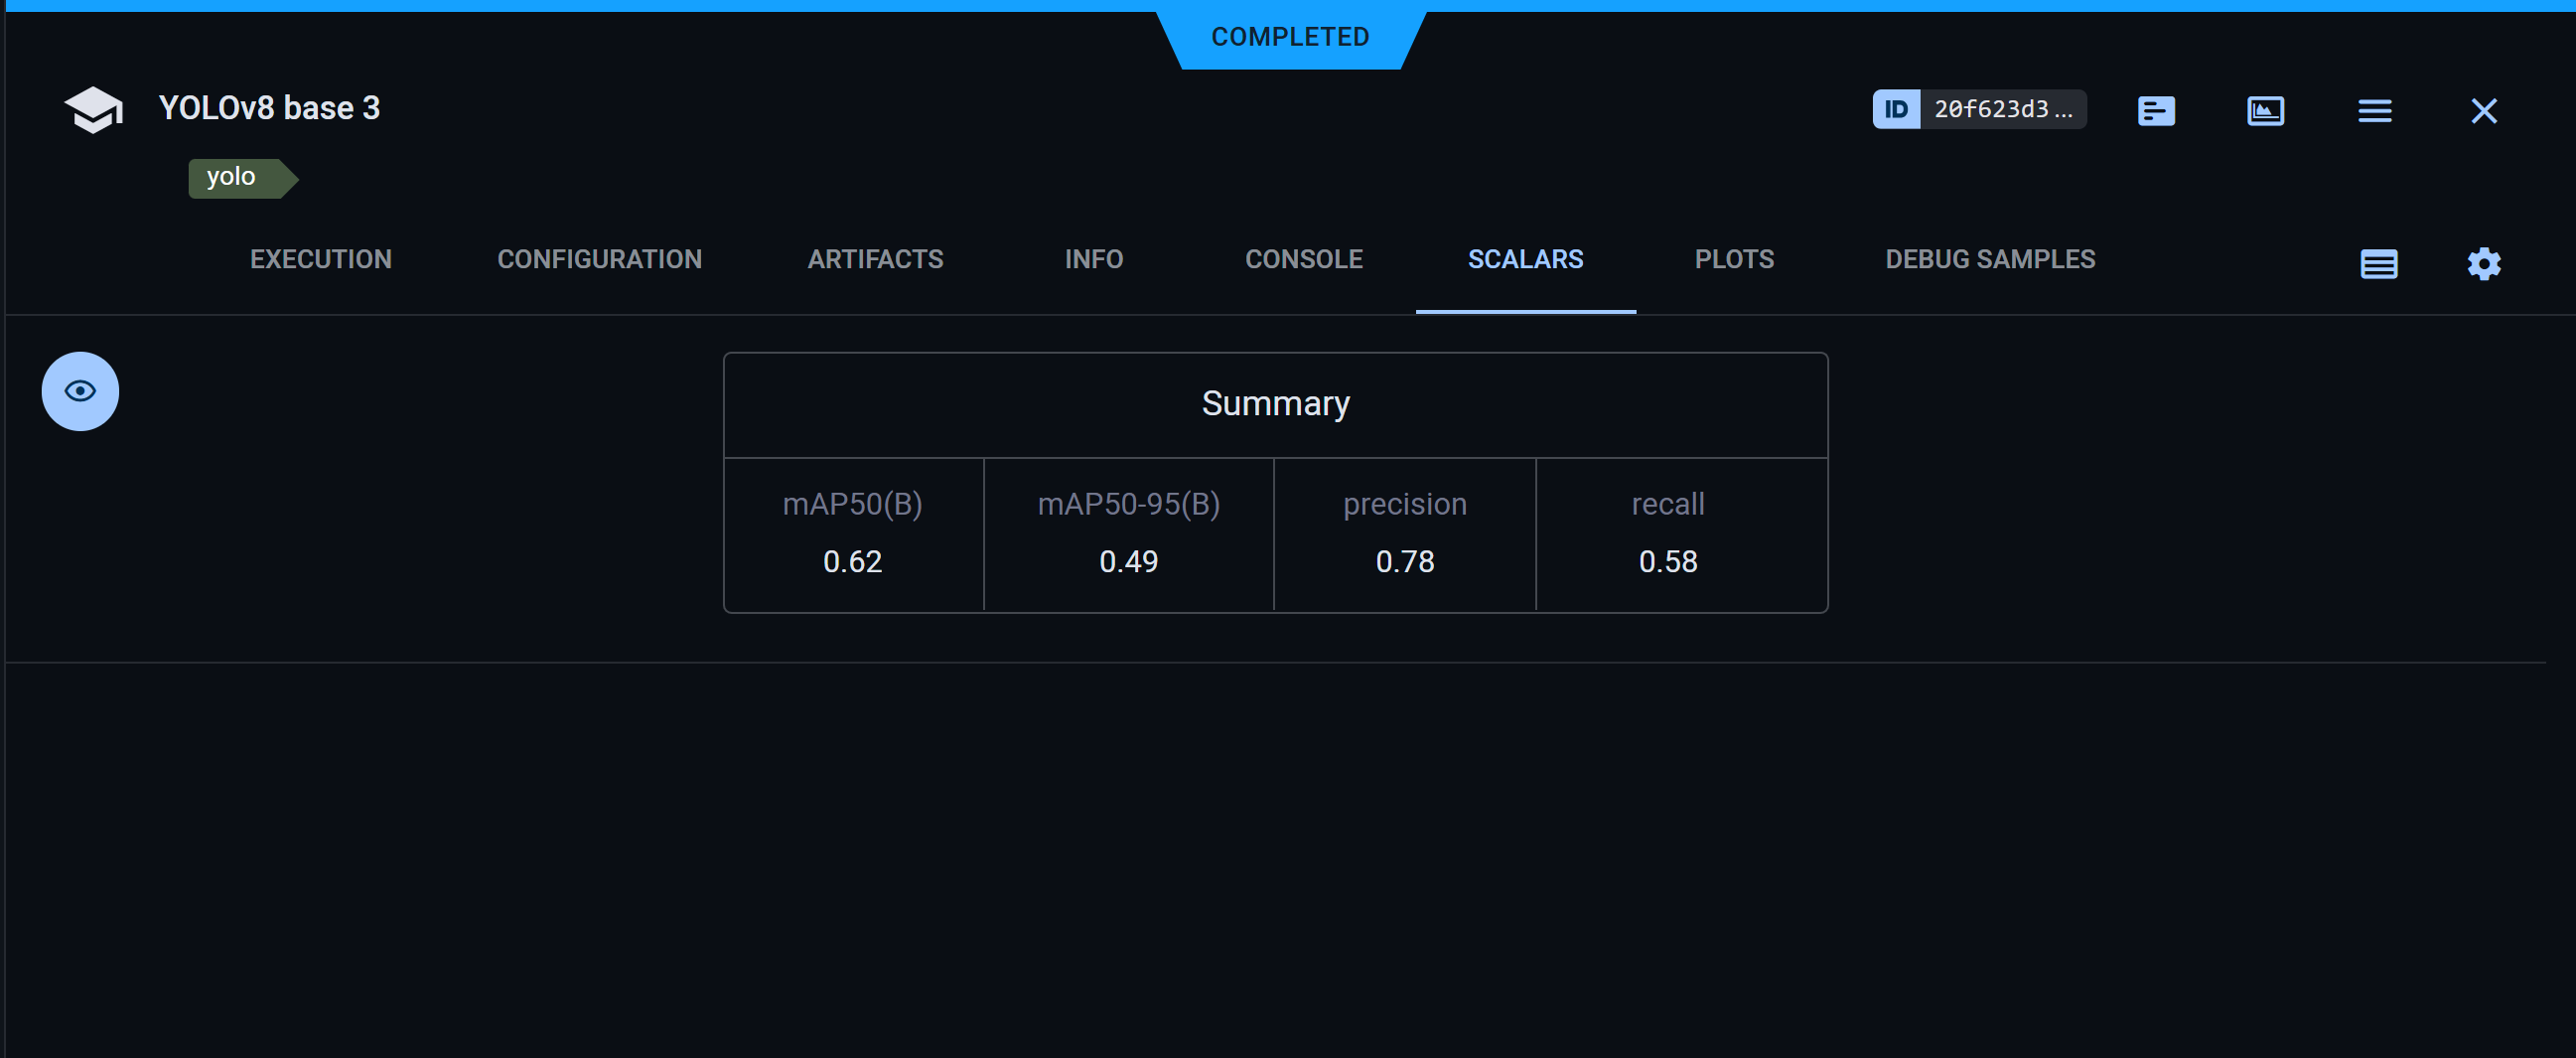 COMPLETED
YOLOv8 base 3
ID 20f623d3...
yolo
EXECUTION CONFIGURATION ARTIFACTS INFO CONSOLE SCALARS PLOTS DEBUG SAMPLES
Summary
mAP50(B) mAP50-95(B) precision recall
0.62 0.49 0.78 0.58